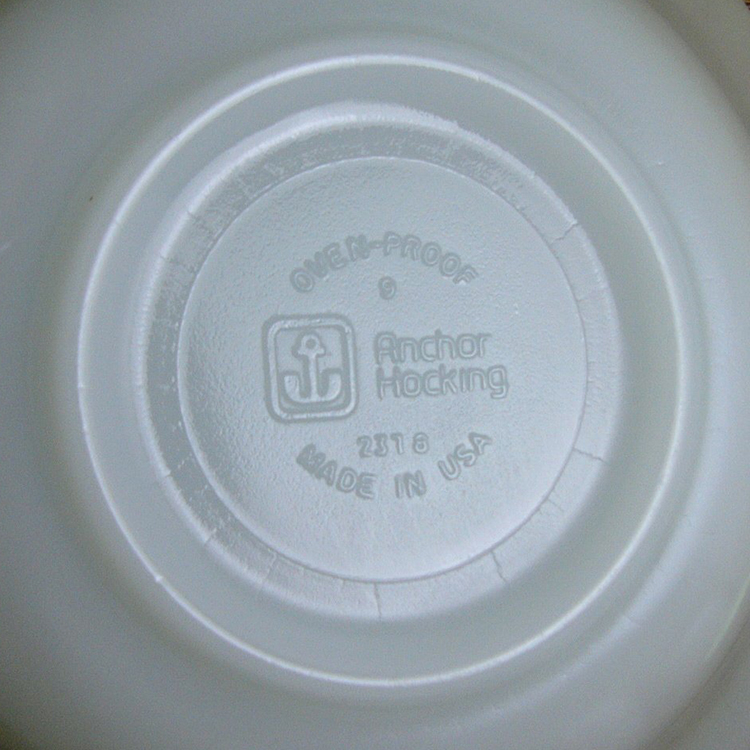 OVEN-PROOF
9
Anchor
Hocking
2318
MADE IN USA